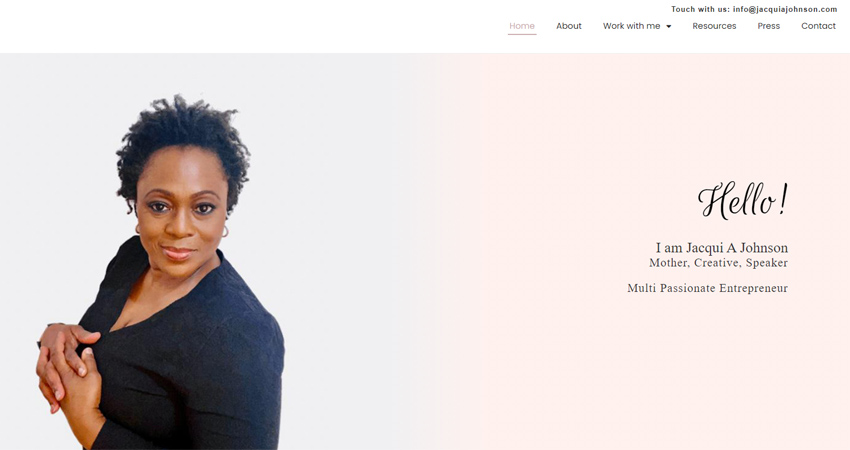 Touch with us: info@jacquiajohnson.com
Home About Work with me Resources Press Contact
Hello!
I am Jacqui A Johnson
Mother, Creative, Speaker
Multi Passionate Entrepreneur